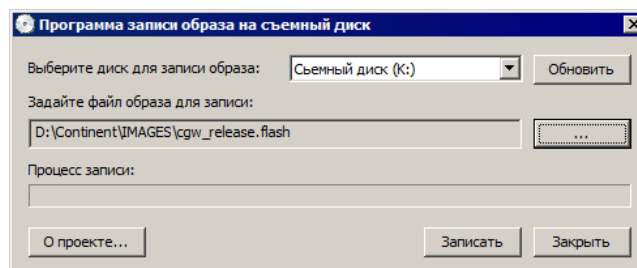 Программа записи образа на съемный диск
Выберите диск для записи образа: Сьемный диск (K:) Обновить
Задайте файл образа для записи:
D:\Continent\IMAGES\cgw_release.flash ...
Процесс записи:
О проекте... Записать Закрыть